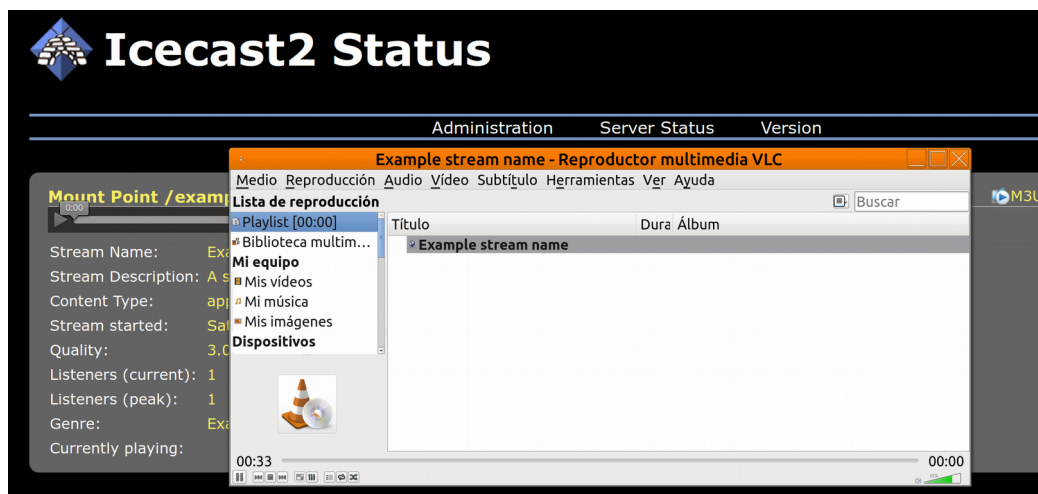 Icecast2 Status
Administration Server Status Version
Example stream name - Reproductor multimedia VLC
Medio Reproducción Audio Vídeo Subtítulo Herramientas Ver Ayuda
Mount Point /examp
M3U
Lista de reproducción
Buscar
0:00
Playlist [00:00]
Título Dura Álbum
Biblioteca multim...
Example stream name
Stream Name: Exa
Mi equipo
Stream Description: A s
Mis vídeos
Content Type: app
Mi música
Stream started: Sat
Mis imágenes
Quality: 3.0
Dispositivos
Listeners (current): 1
Listeners (peak): 1
Genre: Exa
Currently playing:
00:33
00:00